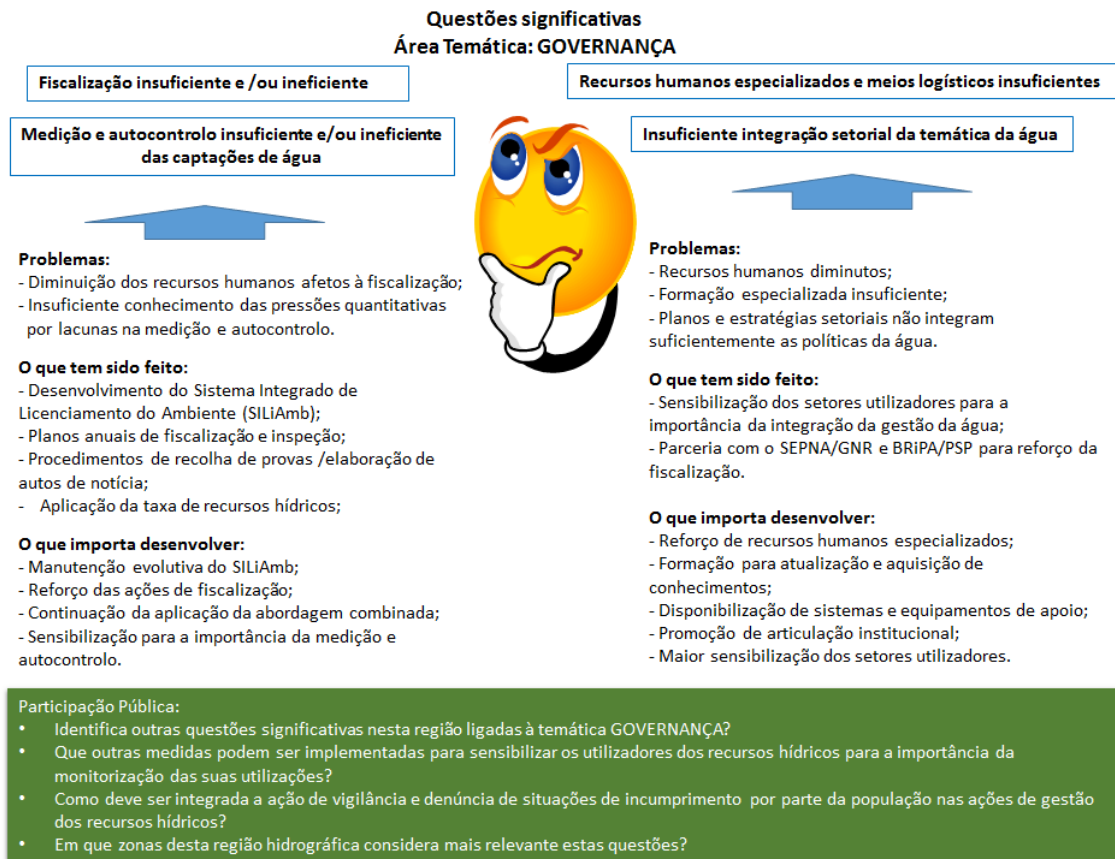 Questões significativas
Área Temática: GOVERNANÇA
Fiscalização insuficiente e /ou ineficiente
Medição e autocontrolo insuficiente e/ou ineficiente
das captações de água
Problemas:
- Diminuição dos recursos humanos afetos à fiscalização;
- Insuficiente conhecimento das pressões quantitativas
por lacunas na medição e autocontrolo.
O que tem sido feito:
- Desenvolvimento do Sistema Integrado de
Licenciamento do Ambiente (SILiAmb);
- Planos anuais de fiscalização e inspeção;
- Procedimentos de recolha de provas /elaboração de
autos de notícia;
- Aplicação da taxa de recursos hídricos;
O que importa desenvolver:
- Manutenção evolutiva do SILiAmb;
- Reforço das ações de fiscalização;
- Continuação da aplicação da abordagem combinada;
- Sensibilização para a importância da medição e
autocontrolo.
Recursos humanos especializados e meios logísticos insuficientes
Insuficiente integração setorial da temática da água
Problemas:
- Recursos humanos diminutos;
- Formação especializada insuficiente;
- Planos e estratégias setoriais não integram
suficientemente as políticas da água.
O que tem sido feito:
- Sensibilização dos setores utilizadores para a
importância da integração da gestão da água;
- Parceria com o SEPNA/GNR e BRiPA/PSP para reforço da
fiscalização.
O que importa desenvolver:
- Reforço de recursos humanos especializados;
- Formação para atualização e aquisição de
conhecimentos;
- Disponibilização de sistemas e equipamentos de apoio;
- Promoção de articulação institucional;
- Maior sensibilização dos setores utilizadores.
Participação Pública:
• Identifica outras questões significativas nesta região ligadas à temática GOVERNANÇA?
• Que outras medidas podem ser implementadas para sensibilizar os utilizadores dos recursos hídricos para a importância da
monitorização das suas utilizações?
• Como deve ser integrada a ação de vigilância e denúncia de situações de incumprimento por parte da população nas ações de gestão
dos recursos hídricos?
• Em que zonas desta região hidrográfica considera mais relevante estas questões?